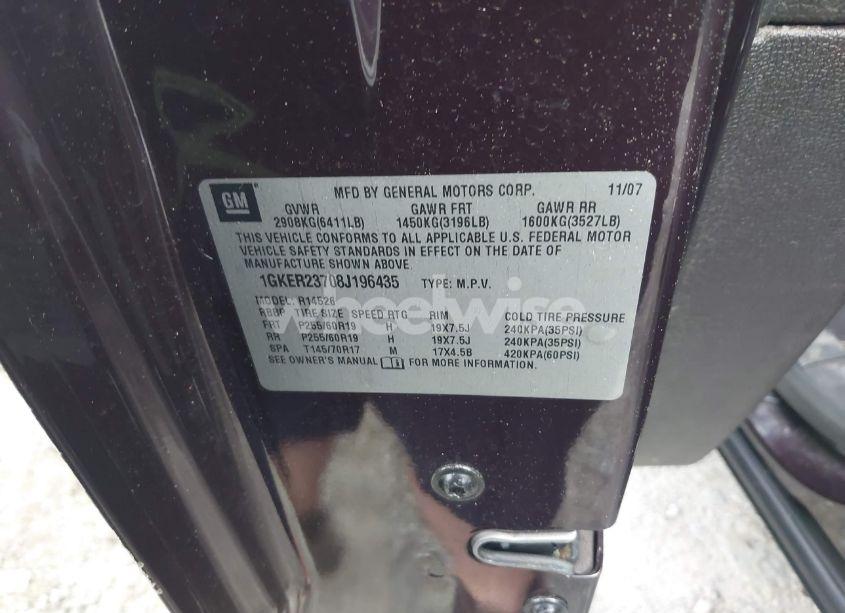 GM
MFD BY GENERAL MOTORS CORP. 11/07
GVWR GAWR FRT GAWR RR
2908KG(6411LB) 1450KG(3196LB) 1600KG(3527LB)
THIS VEHICLE CONFORMS TO ALL APPLICABLE U.S. FEDERAL MOTOR
VEHICLE SAFETY STANDARDS IN EFFECT ON THE DATE OF
MANUFACTURE SHOWN ABOVE.
1GKER23708J196435 TYPE: M.P.V.
MODEL: R14526
TIRE SIZE SPEED RTG RIM COLD TIRE PRESSURE
FRT P255/60R19 H 19X7.5J 240KPA(35PSI)
RR P255/60R19 H 19X7.5J 240KPA(35PSI)
SPA T145/70R17 M 17X4.5B 420KPA(60PSI)
SEE OWNER'S MANUAL FOR MORE INFORMATION.
wheelwise